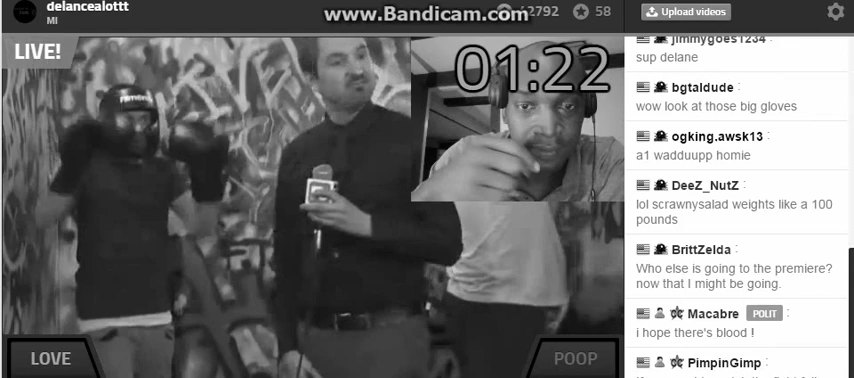 delancealottt
MI
www.Bandicam.com
42792
58
Upload videos
LIVE!
01:22
LOVE
POOP
jimmygoes1234 :
sup delane
bgtaldude :
wow look at those big gloves
ogking.awsk13 :
a1 wadduupp homie
DeeZ_NutZ :
lol scrawnysalad weights like a 100
pounds
BrittZelda :
Who else is going to the premiere?
now that I might be going.
Macabre POLIT :
i hope there's blood !
PimpinGimp :